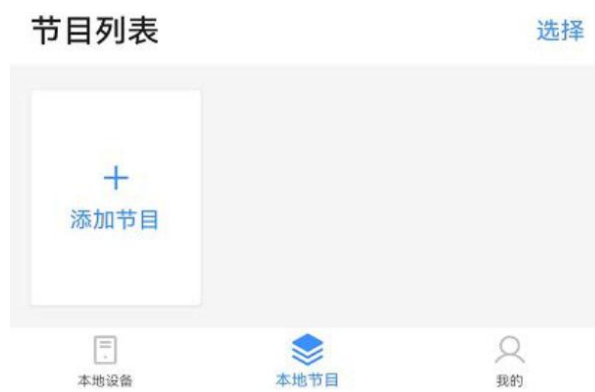 节目列表
选择
添加节目
本地设备
本地节目
我的